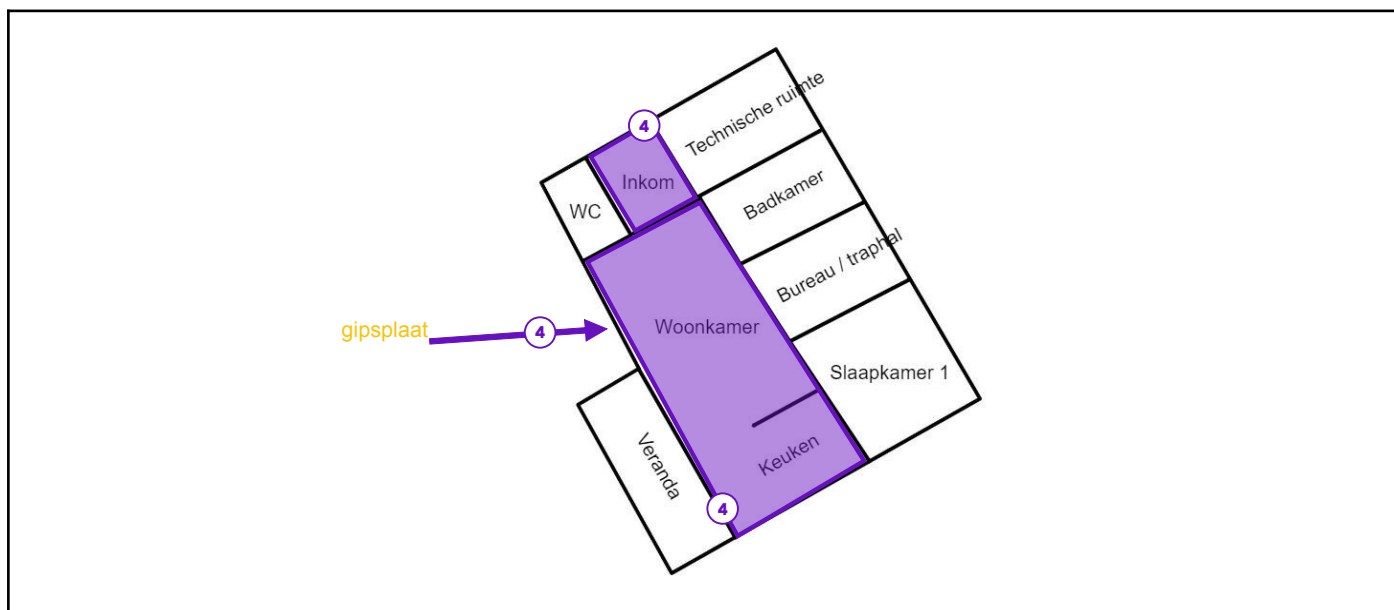 Technische ruimte
4
Inkom
Badkamer
WC
Bureau / traphal
gipsplaat
4
Woonkamer
Slaapkamer 1
Keuken
Veranda
4